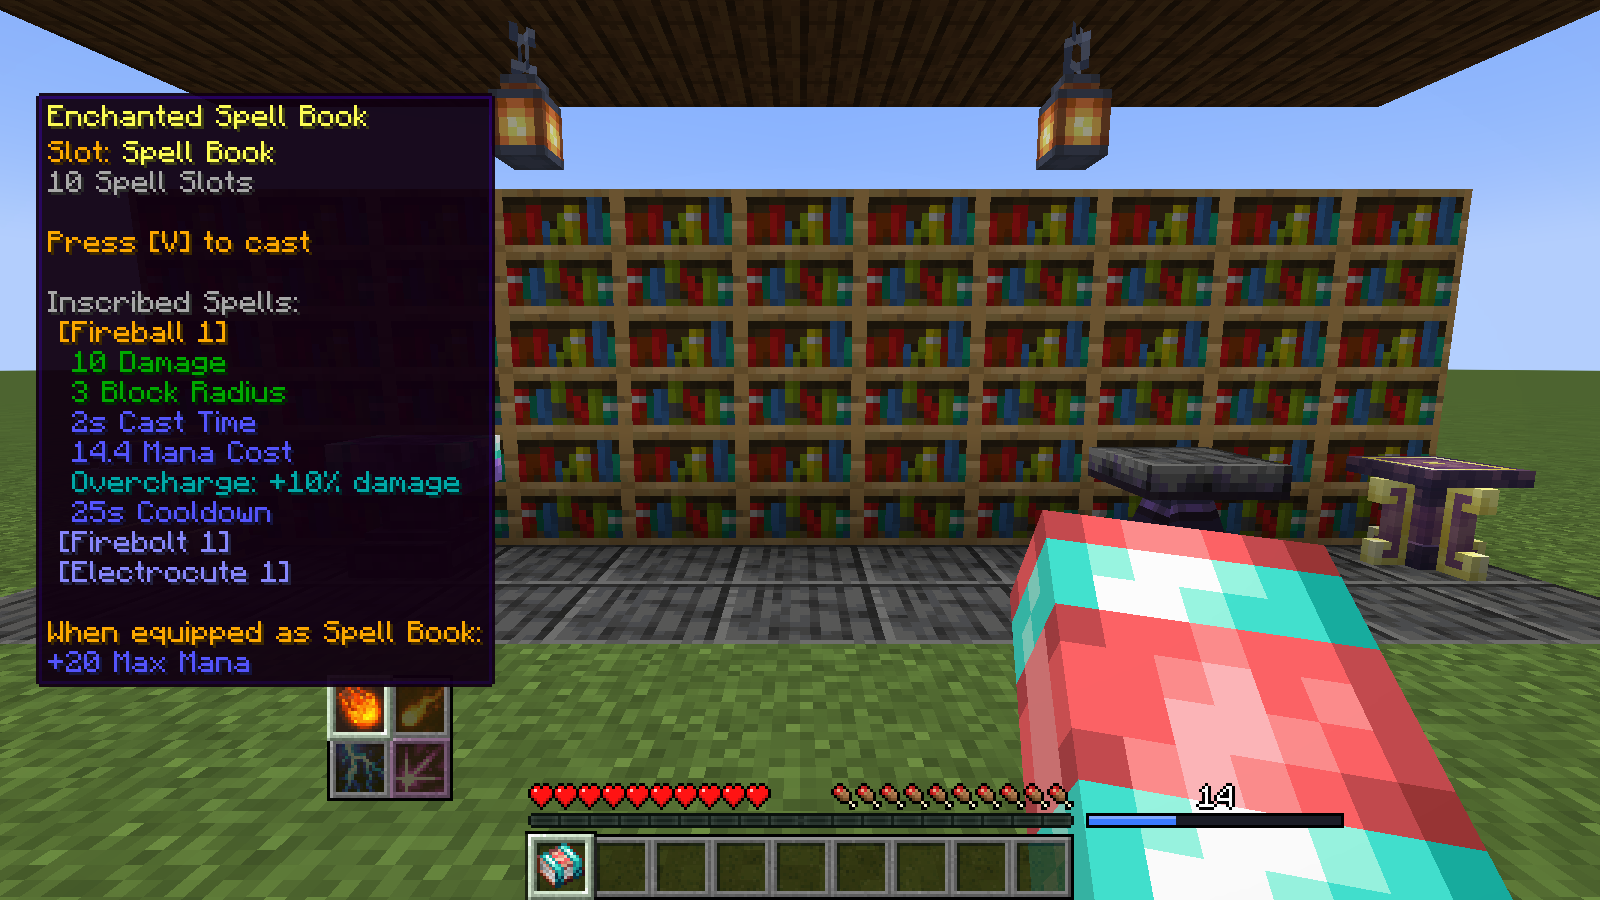 Enchanted Spell Book
Slot: Spell Book
10 Spell Slots
Press [V] to cast
Inscribed Spells:
[Fireball 1]
10 Damage
3 Block Radius
2s Cast Time
14.4 Mana Cost
Overcharge: +10% damage
25s Cooldown
[Firebolt 1]
[Electrocute 1]
When equipped as Spell Book:
+20 Max Mana
14